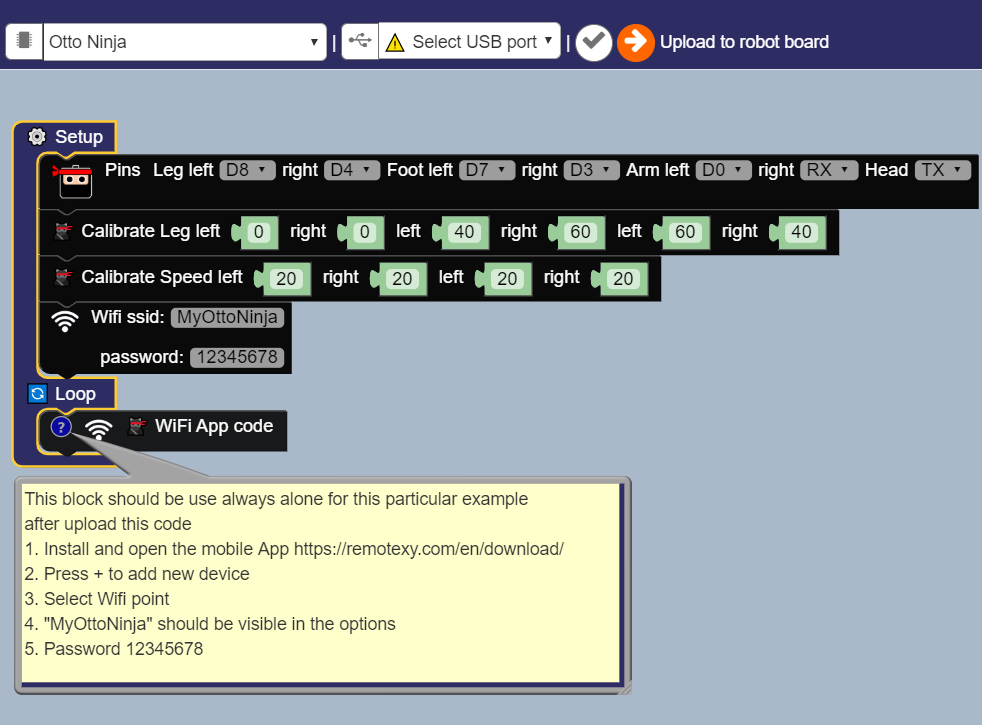 Otto Ninja | Select USB port | Upload to robot board
Setup
Pins Leg left D8 right D4 Foot left D7 right D3 Arm left D0 right RX Head TX
Calibrate Leg left 0 right 0 left 40 right 60 left 60 right 40
Calibrate Speed left 20 right 20 left 20 right 20
Wifi ssid: MyOttoNinja
password: 12345678
Loop
? WiFi App code
This block should be use always alone for this particular example
after upload this code
1. Install and open the mobile App https://remotexy.com/en/download/
2. Press + to add new device
3. Select Wifi point
4. "MyOttoNinja" should be visible in the options
5. Password 12345678